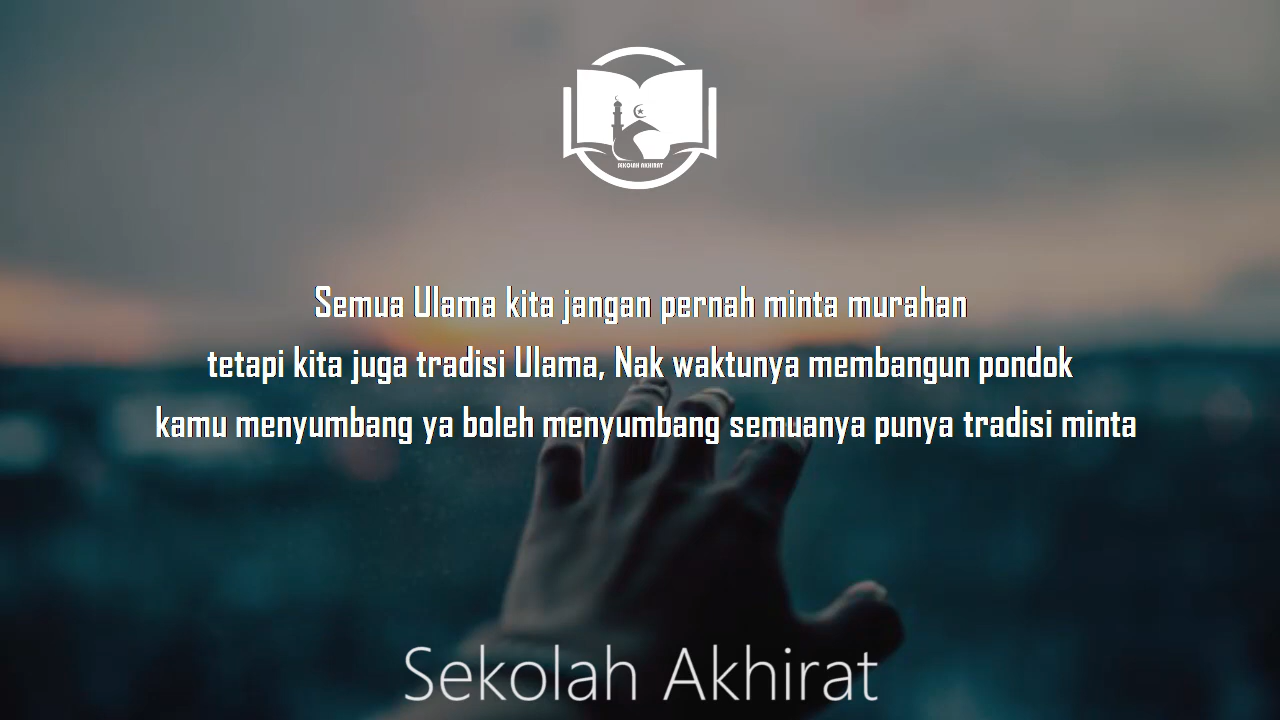 SEKOLAH AKHIRAT
Semua Ulama kita jangan pernah minta murahan
tetapi kita juga tradisi Ulama, Nak waktunya membangun pondok
kamu menyumbang ya boleh menyumbang semuanya punya tradisi minta
Sekolah Akhirat